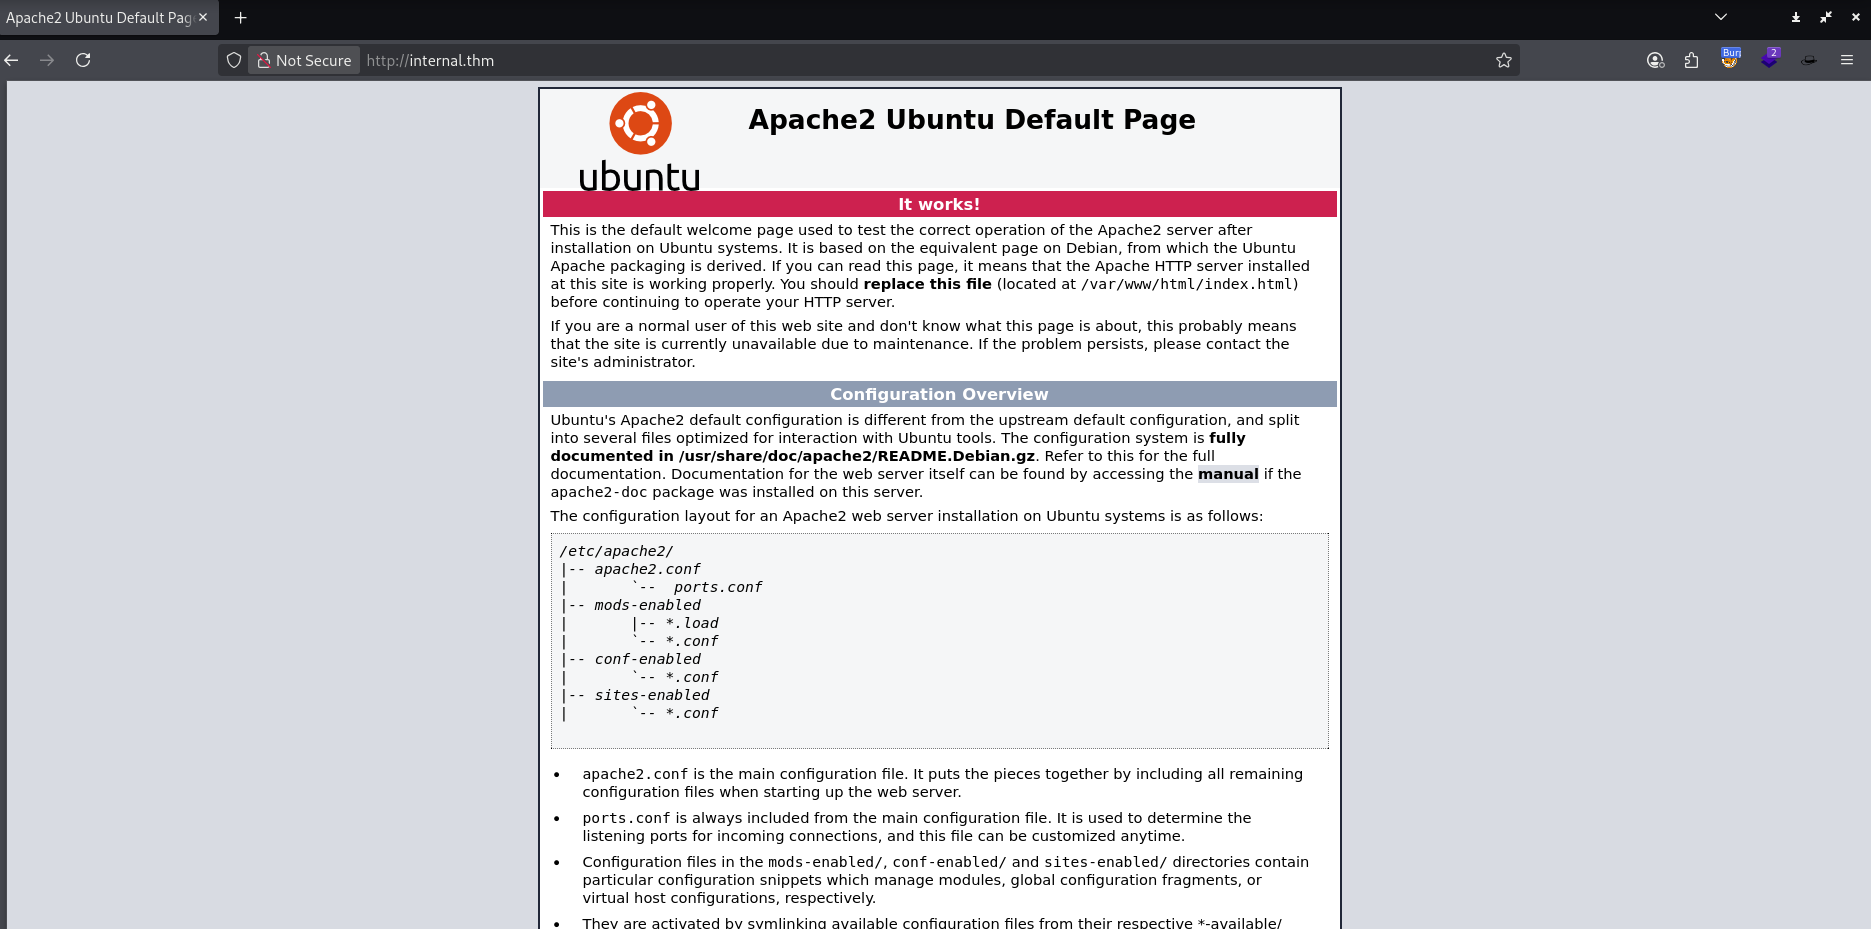 Apache2 Ubuntu Default Pag
Not Secure http://internal.thm
Bur
2
ubuntu
Apache2 Ubuntu Default Page
It works!
This is the default welcome page used to test the correct operation of the Apache2 server after
installation on Ubuntu systems. It is based on the equivalent page on Debian, from which the Ubuntu
Apache packaging is derived. If you can read this page, it means that the Apache HTTP server installed
at this site is working properly. You should replace this file (located at /var/www/html/index.html)
before continuing to operate your HTTP server.
If you are a normal user of this web site and don't know what this page is about, this probably means
that the site is currently unavailable due to maintenance. If the problem persists, please contact the
site's administrator.
Configuration Overview
Ubuntu's Apache2 default configuration is different from the upstream default configuration, and split
into several files optimized for interaction with Ubuntu tools. The configuration system is fully
documented in /usr/share/doc/apache2/README.Debian.gz. Refer to this for the full
documentation. Documentation for the web server itself can be found by accessing the manual if the
apache2-doc package was installed on this server.
The configuration layout for an Apache2 web server installation on Ubuntu systems is as follows:
/etc/apache2/
|-- apache2.conf
|       `--  ports.conf
|-- mods-enabled
|       |-- *.load
|       `-- *.conf
|-- conf-enabled
|       `-- *.conf
|-- sites-enabled
|       `-- *.conf
• apache2.conf is the main configuration file. It puts the pieces together by including all remaining
configuration files when starting up the web server.
• ports.conf is always included from the main configuration file. It is used to determine the
listening ports for incoming connections, and this file can be customized anytime.
• Configuration files in the mods-enabled/, conf-enabled/ and sites-enabled/ directories contain
particular configuration snippets which manage modules, global configuration fragments, or
virtual host configurations, respectively.
• They are activated by symlinking available configuration files from their respective *-available/